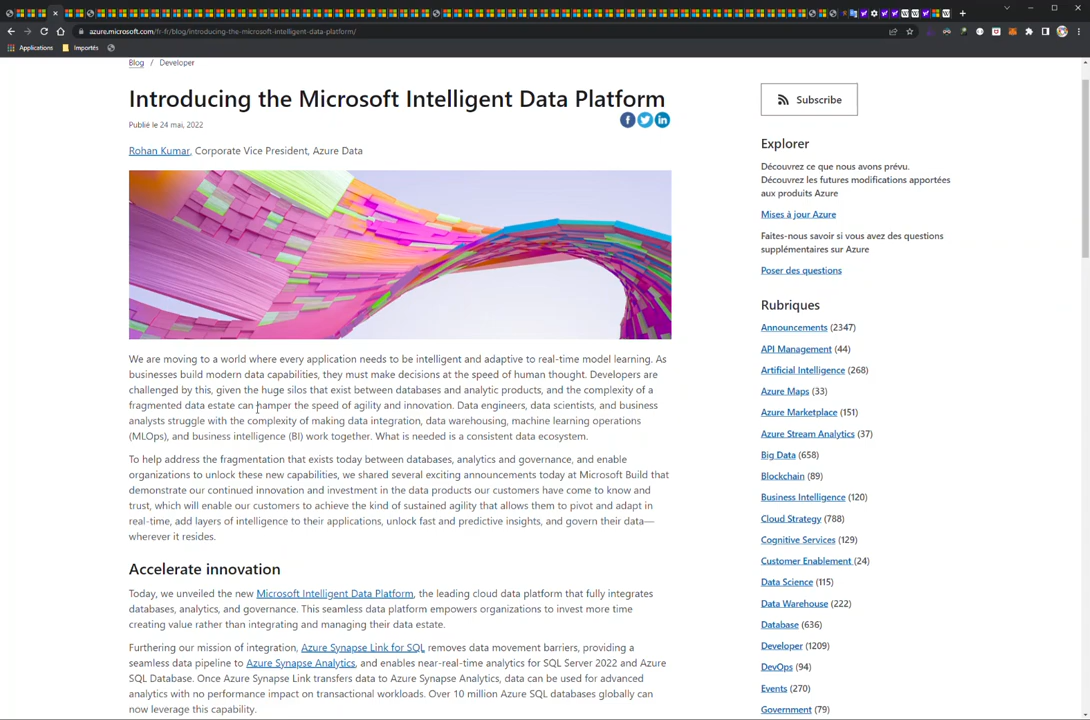 azure.microsoft.com/fr-fr/blog/introducing-the-microsoft-intelligent-data-platform/
Applications
Importés
Blog / Developer
Introducing the Microsoft Intelligent Data Platform
Publié le 24 mai, 2022
Rohan Kumar, Corporate Vice President, Azure Data
We are moving to a world where every application needs to be intelligent and adaptive to real-time model learning. As
businesses build modern data capabilities, they must make decisions at the speed of human thought. Developers are
challenged by this, given the huge silos that exist between databases and analytic products, and the complexity of a
fragmented data estate can hamper the speed of agility and innovation. Data engineers, data scientists, and business
analysts struggle with the complexity of making data integration, data warehousing, machine learning operations
(MLOps), and business intelligence (BI) work together. What is needed is a consistent data ecosystem.
To help address the fragmentation that exists today between databases, analytics and governance, and enable
organizations to unlock these new capabilities, we shared several exciting announcements today at Microsoft Build that
demonstrate our continued innovation and investment in the data products our customers have come to know and
trust, which will enable our customers to achieve the kind of sustained agility that allows them to pivot and adapt in
real-time, add layers of intelligence to their applications, unlock fast and predictive insights, and govern their data—
wherever it resides.
Accelerate innovation
Today, we unveiled the new Microsoft Intelligent Data Platform, the leading cloud data platform that fully integrates
databases, analytics, and governance. This seamless data platform empowers organizations to invest more time
creating value rather than integrating and managing their data estate.
Furthering our mission of integration, Azure Synapse Link for SQL removes data movement barriers, providing a
seamless data pipeline to Azure Synapse Analytics, and enables near-real-time analytics for SQL Server 2022 and Azure
SQL Database. Once Azure Synapse Link transfers data to Azure Synapse Analytics, data can be used for advanced
analytics with no performance impact on transactional workloads. Over 10 million Azure SQL databases globally can
now leverage this capability.
Subscribe
Explorer
Découvrez ce que nous avons prévu.
Découvrez les futures modifications apportées
aux produits Azure
Mises à jour Azure
Faites-nous savoir si vous avez des questions
supplémentaires sur Azure
Poser des questions
Rubriques
Announcements (2347)
API Management (44)
Artificial Intelligence (268)
Azure Maps (33)
Azure Marketplace (151)
Azure Stream Analytics (37)
Big Data (658)
Blockchain (89)
Business Intelligence (120)
Cloud Strategy (788)
Cognitive Services (129)
Customer Enablement (24)
Data Science (115)
Data Warehouse (222)
Database (636)
Developer (1209)
DevOps (94)
Events (270)
Government (79)